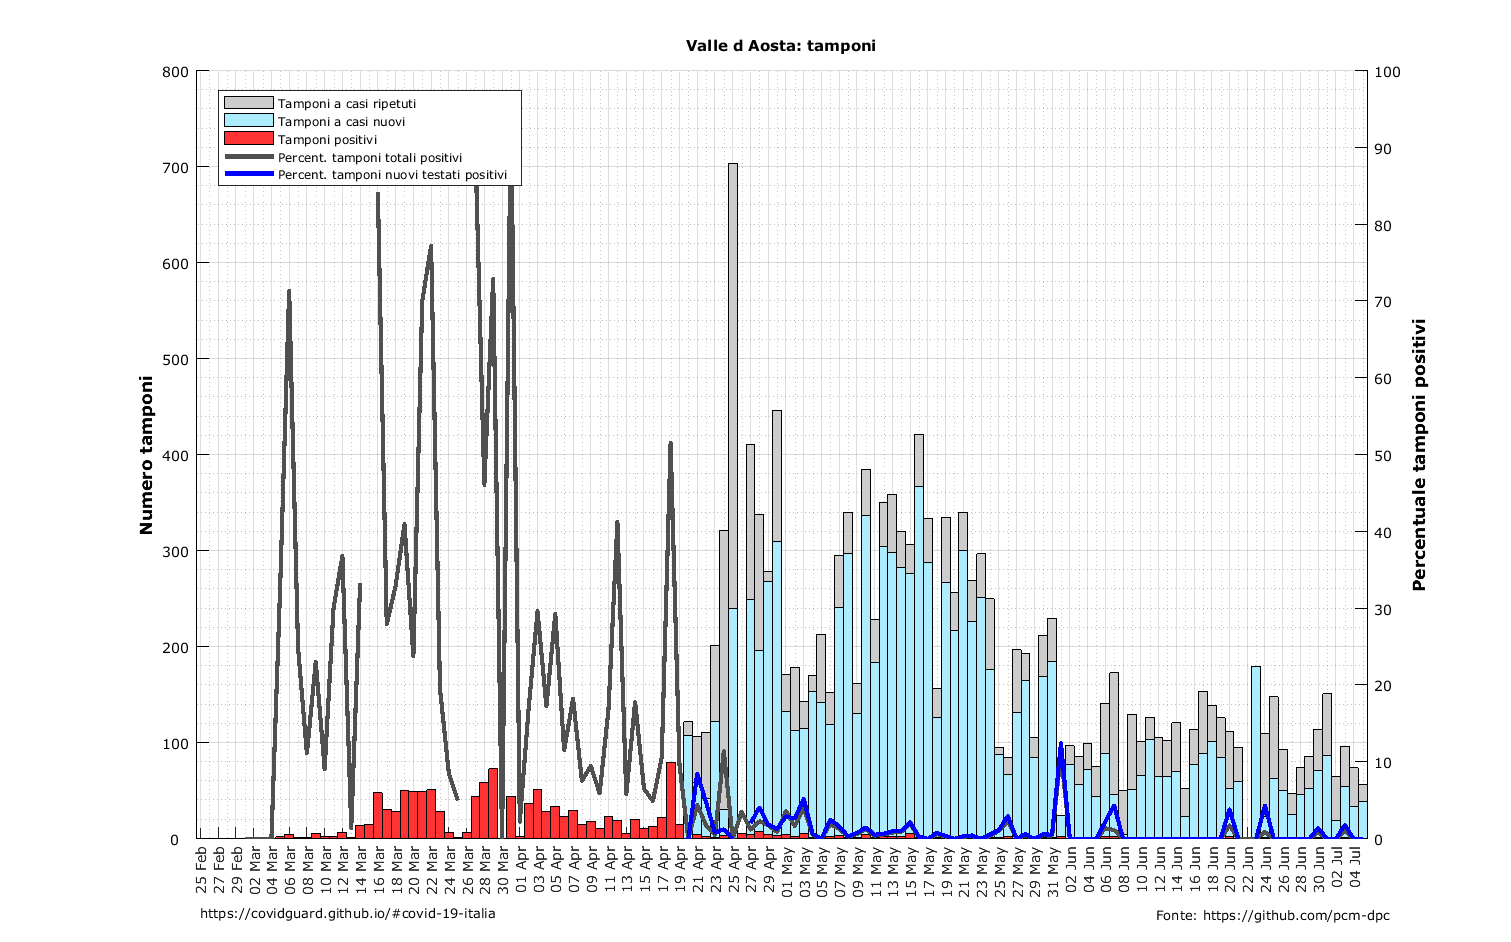 Valle d Aosta: tamponi
Tamponi a casi ripetuti
Tamponi a casi nuovi
Tamponi positivi
Percent. tamponi totali positivi
Percent. tamponi nuovi testati positivi
Numero tamponi
800
700
600
500
400
300
200
100
0
100
90
80
70
60
50
40
30
20
10
0
Percentuale tamponi positivi
25 Feb
27 Feb
29 Feb
02 Mar
04 Mar
06 Mar
08 Mar
10 Mar
12 Mar
14 Mar
16 Mar
18 Mar
20 Mar
22 Mar
24 Mar
26 Mar
28 Mar
30 Mar
01 Apr
03 Apr
05 Apr
07 Apr
09 Apr
11 Apr
13 Apr
15 Apr
17 Apr
19 Apr
21 Apr
23 Apr
25 Apr
27 Apr
29 Apr
01 May
03 May
05 May
07 May
09 May
11 May
13 May
15 May
17 May
19 May
21 May
23 May
25 May
27 May
29 May
31 May
02 Jun
04 Jun
06 Jun
08 Jun
10 Jun
12 Jun
14 Jun
16 Jun
18 Jun
20 Jun
22 Jun
24 Jun
26 Jun
28 Jun
30 Jun
02 Jul
04 Jul
https://covidguard.github.io/#covid-19-italia
Fonte: https://github.com/pcm-dpc